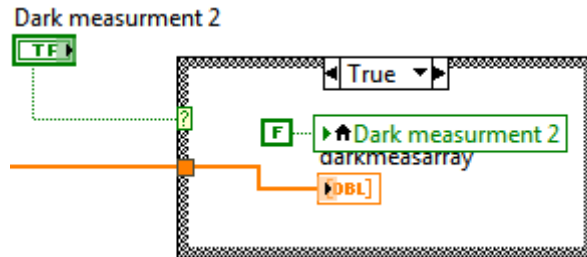 Dark measurment 2
TF
True
?
F
Dark measurment 2
darkmeasarray
DBL]